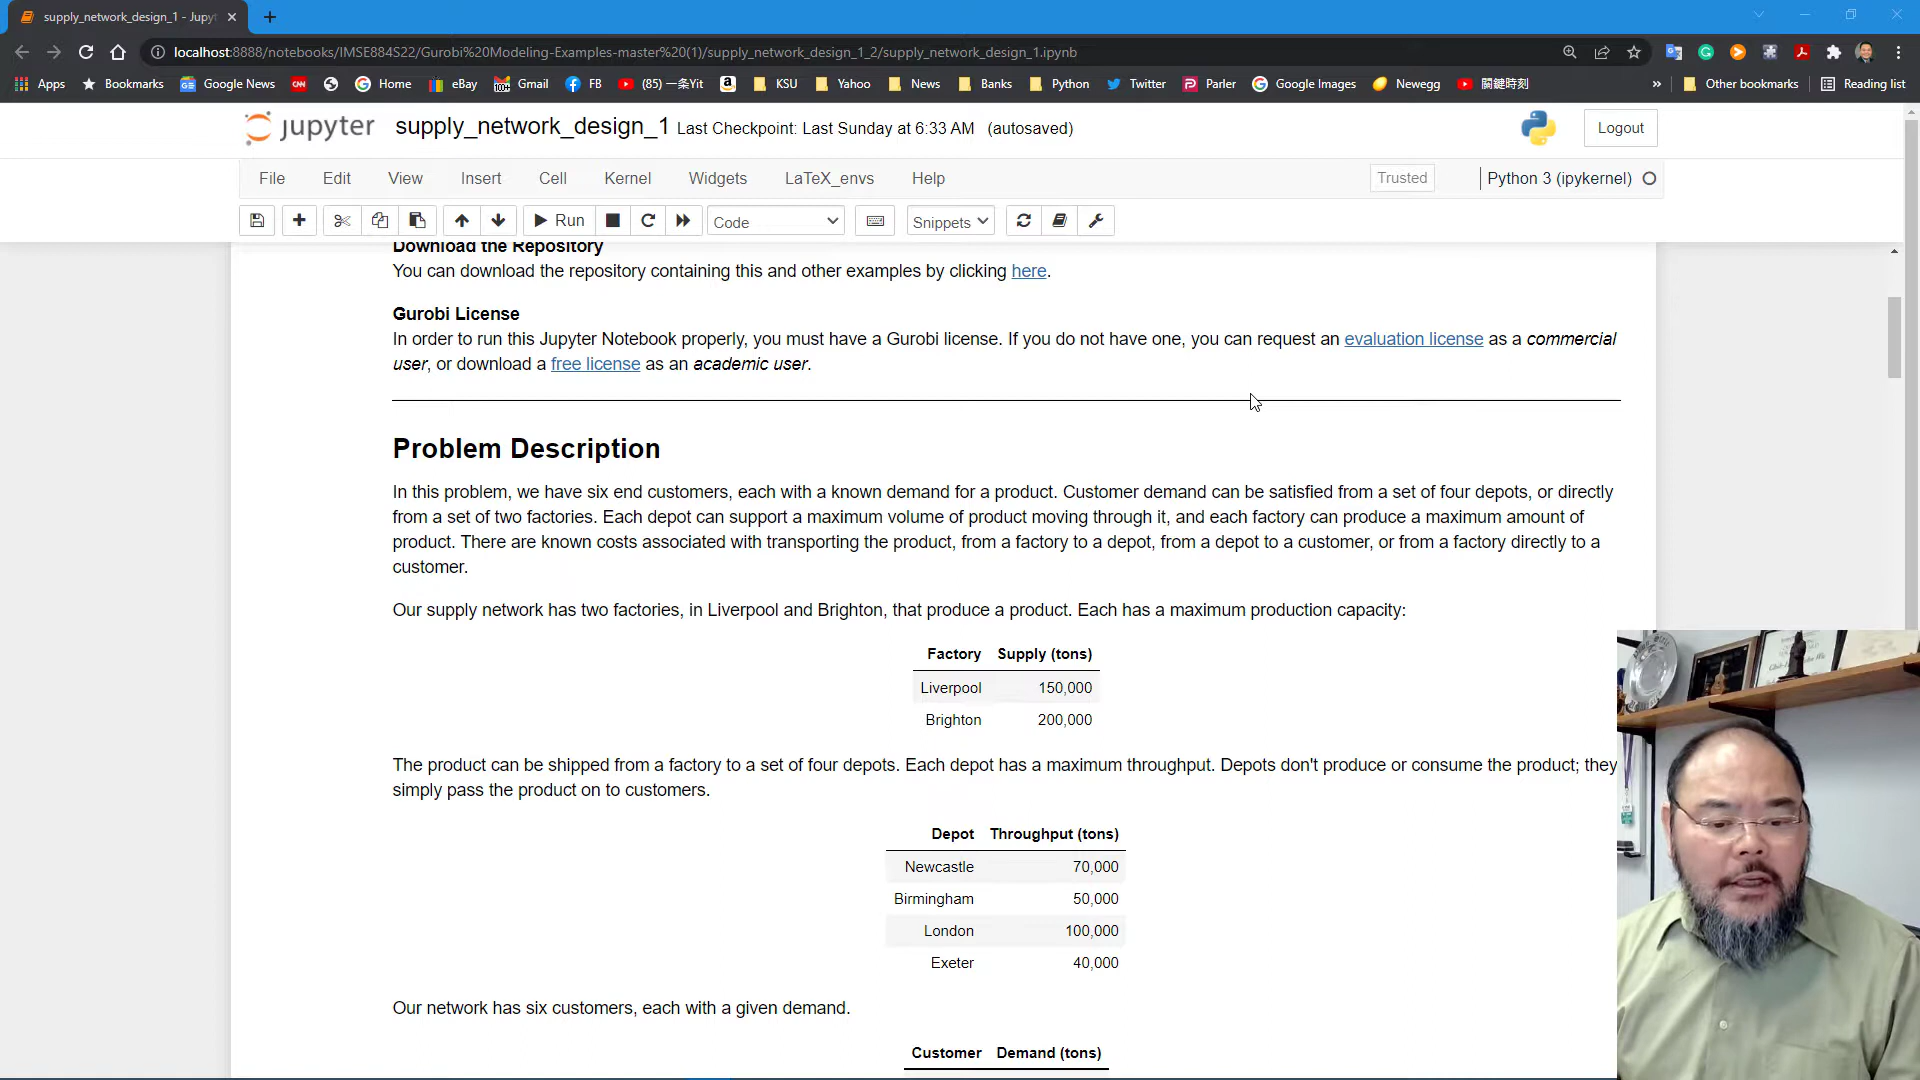 supply_network_design_1 - Jupyt
localhost:8888/notebooks/IMSE884S22/Gurobi%20Modeling-Examples-master%20(1)/supply_network_design_1_2/supply_network_design_1.ipynb
Apps Bookmarks Google News CNN Home eBay 100+ Gmail FB (85) 一条Yit KSU Yahoo News Banks Python Twitter Parler Google Images Newegg 關鍵時刻 » Other bookmarks Reading list
jupyter supply_network_design_1 Last Checkpoint: Last Sunday at 6:33 AM (autosaved) Logout
File Edit View Insert Cell Kernel Widgets LaTeX_envs Help Trusted Python 3 (ipykernel)
Run Code Snippets
Download the Repository
You can download the repository containing this and other examples by clicking here.
Gurobi License
In order to run this Jupyter Notebook properly, you must have a Gurobi license. If you do not have one, you can request an evaluation license as a commercial
user, or download a free license as an academic user.
Problem Description
In this problem, we have six end customers, each with a known demand for a product. Customer demand can be satisfied from a set of four depots, or directly
from a set of two factories. Each depot can support a maximum volume of product moving through it, and each factory can produce a maximum amount of
product. There are known costs associated with transporting the product, from a factory to a depot, from a depot to a customer, or from a factory directly to a
customer.
Our supply network has two factories, in Liverpool and Brighton, that produce a product. Each has a maximum production capacity:
Factory Supply (tons)
Liverpool 150,000
Brighton 200,000
The product can be shipped from a factory to a set of four depots. Each depot has a maximum throughput. Depots don't produce or consume the product; they
simply pass the product on to customers.
Depot Throughput (tons)
Newcastle 70,000
Birmingham 50,000
London 100,000
Exeter 40,000
Our network has six customers, each with a given demand.
Customer Demand (tons)